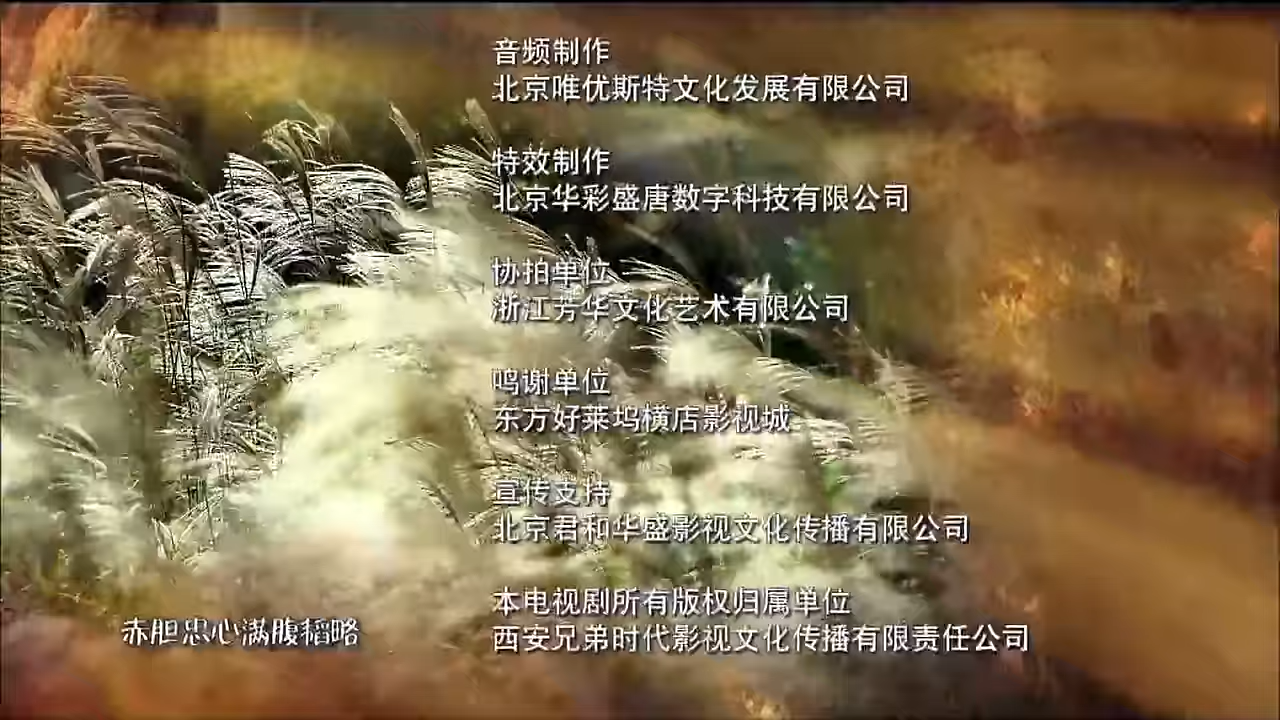 音频制作
北京唯优斯特文化发展有限公司
特效制作
北京华彩盛唐数字科技有限公司
协拍单位
浙江芳华文化艺术有限公司
鸣谢单位
东方好莱坞横店影视城
宣传支持
北京君和华盛影视文化传播有限公司
本电视剧所有版权归属单位
西安兄弟时代影视文化传播有限责任公司
赤胆忠心满腹韬略